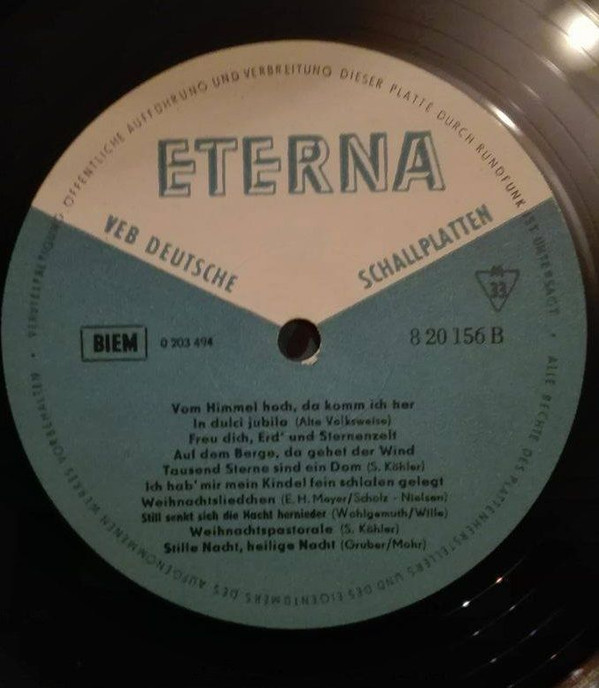 VERVIELFÄLTIGUNG ÖFFENTLICHE AUFFÜHRUNG UND VERBREITUNG DIESER PLATTE DURCH RUNDFUNK IST UNTERSAGT • ALLE RECHTE DES PLATTENHERSTELLERS UND DES EIGENTÜMERS DES AUFGENOMMENEN WERKES VORBEHALTEN •
ETERNA
VEB DEUTSCHE
SCHALLPLATTEN
M
33
BIEM
0 203 494
8 20 156 B
Vom Himmel hoch, da komm ich her
In dulci jubilo (Alte Volksweise)
Freu dich, Erd' und Sternenzelt
Auf dem Berge, da gehet der Wind
Tausend Sterne sind ein Dom (S. Köhler)
Ich hab' mir mein Kindel fein schlafen gelegt
Weihnachtsliedchen (E. H. Meyer/Scholz - Nielsen)
Still senkt sich die Nacht hernieder (Wohlgemuth/Wille)
Weihnachtspastorale (S. Köhler)
Stille Nacht, heilige Nacht (Gruber/Mohr)